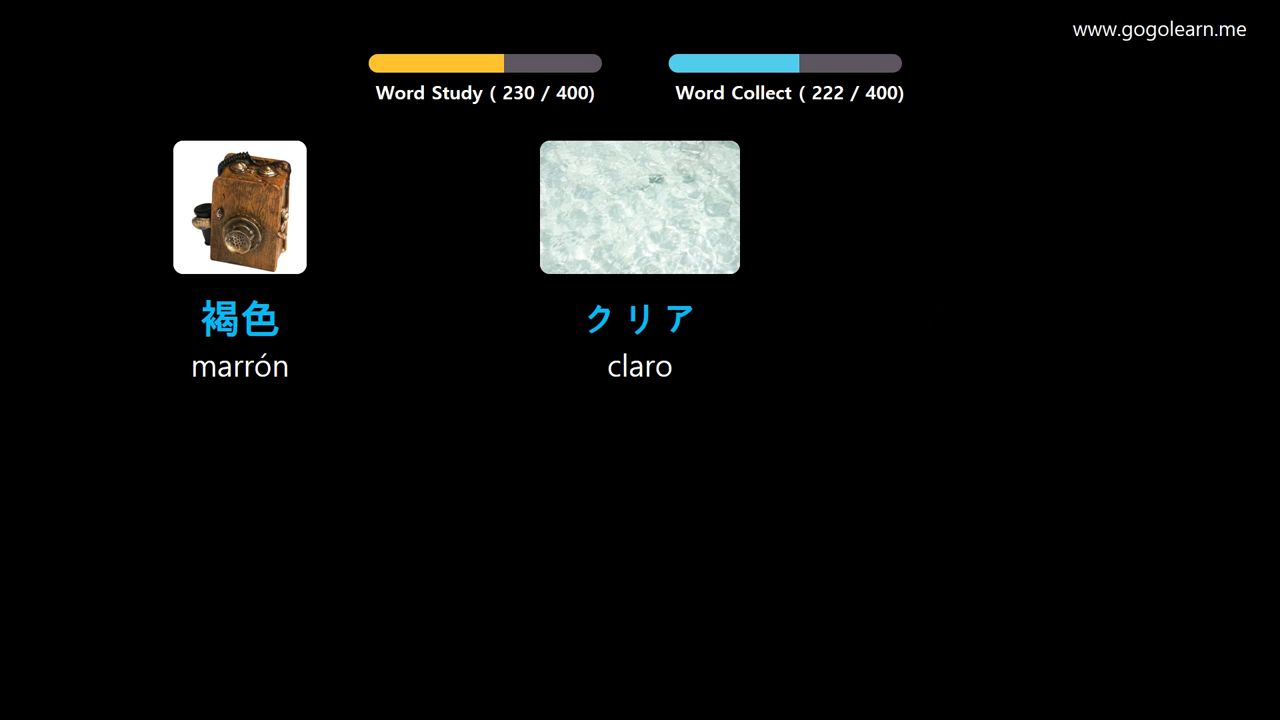 www.gogolearn.me
Word Study ( 230 / 400)
Word Collect ( 222 / 400)
褐色
クリア
marrón
claro